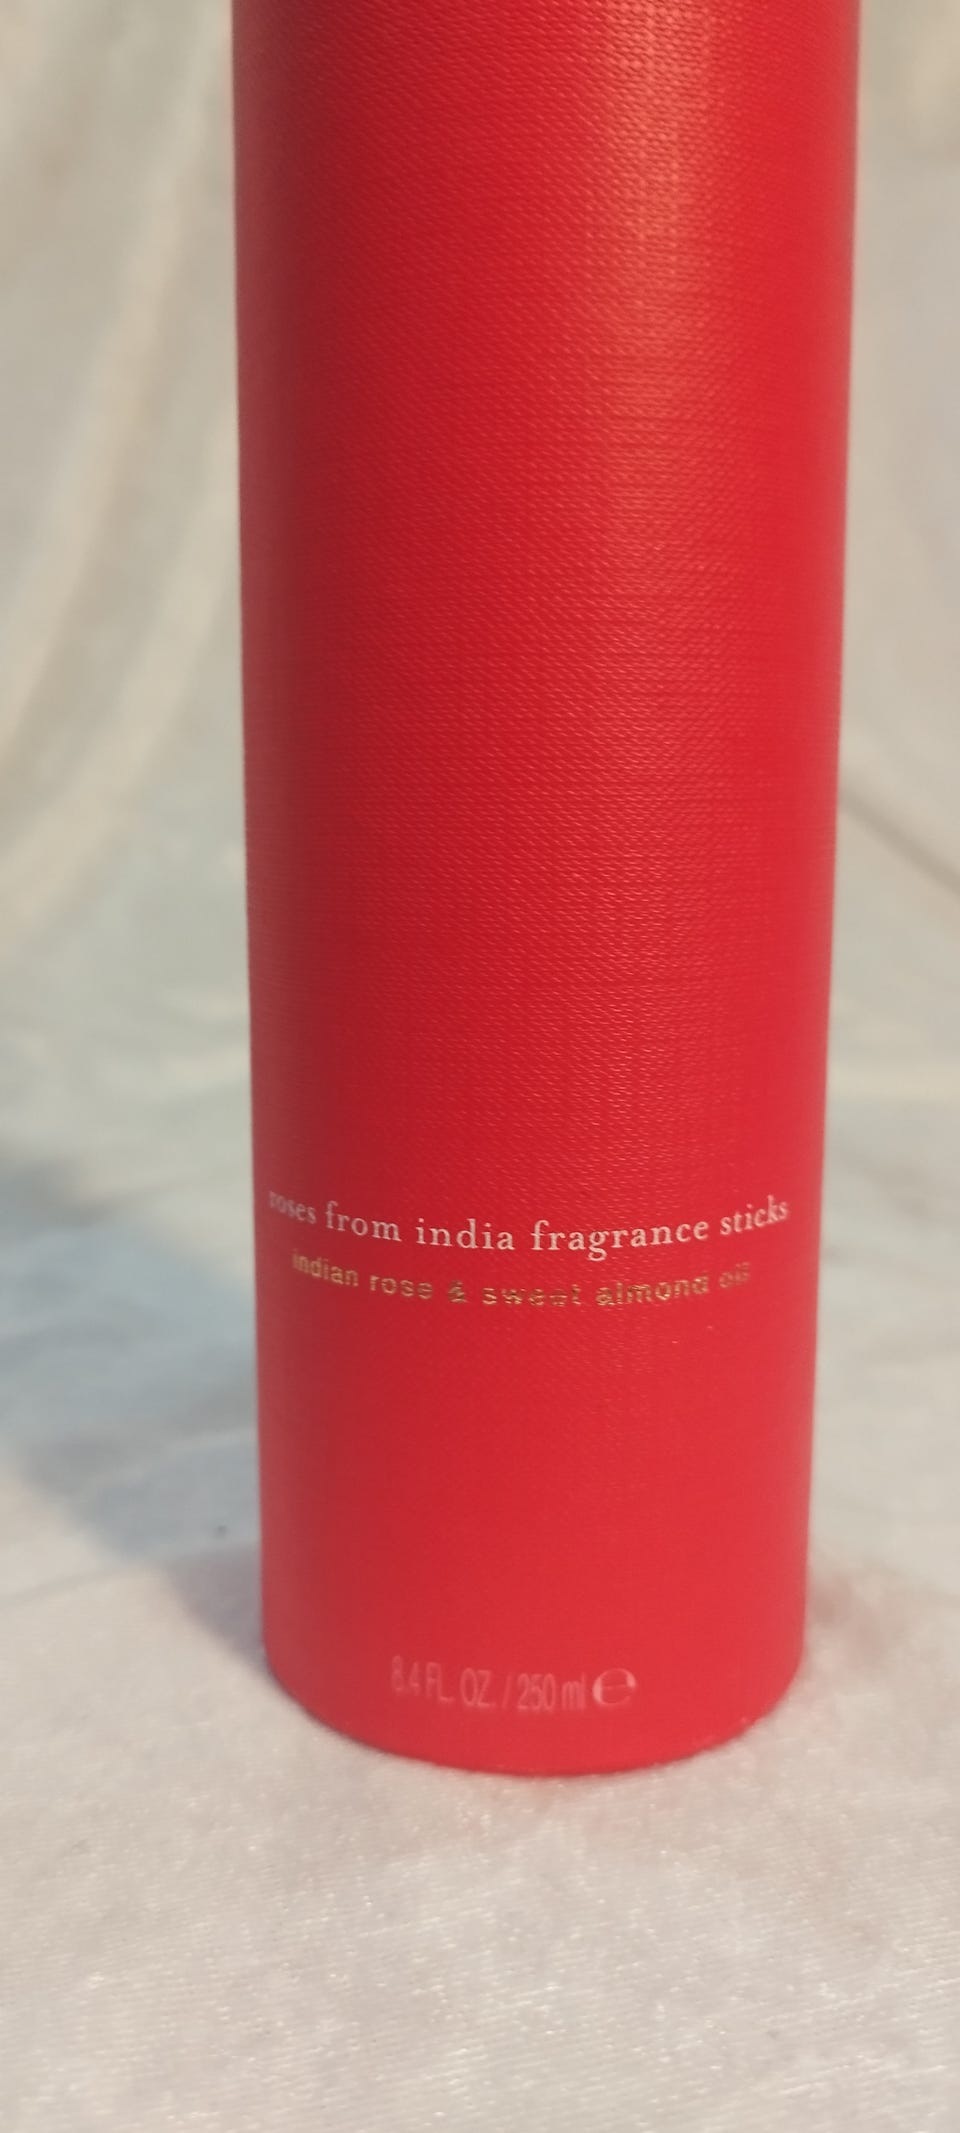 roses from india fragrance sticks
indian rose & sweet almond oil
8.4 FL. OZ. / 250 ml ℮